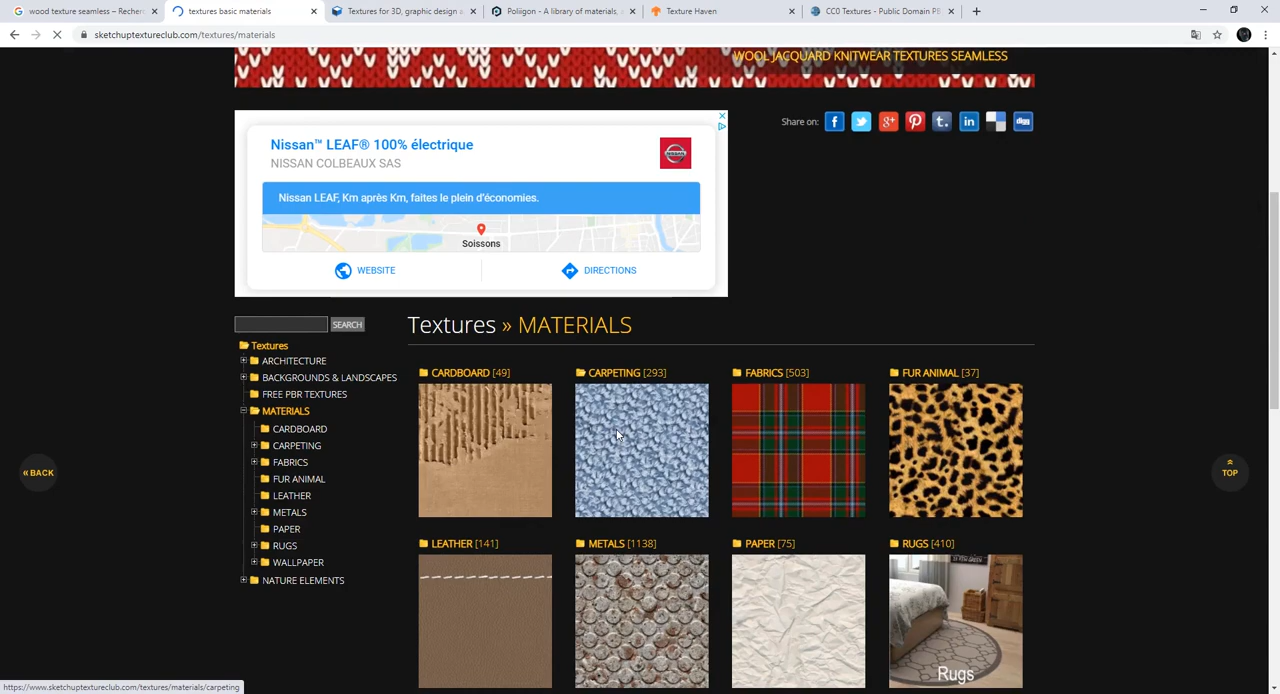 wood texture seamless – Recher
textures basic materials
Textures for 3D, graphic design a
Poliigon - A library of materials,
Texture Haven
CC0 Textures - Public Domain PB
sketchuptextureclub.com/textures/materials
WOOL JACQUARD KNITWEAR TEXTURES SEAMLESS
Nissan™ LEAF® 100% électrique
NISSAN COLBEAUX SAS
Nissan LEAF, Km après Km, faites le plein d'économies.
Soissons
WEBSITE
DIRECTIONS
Share on:
digg
SEARCH
Textures
ARCHITECTURE
BACKGROUNDS & LANDSCAPES
FREE PBR TEXTURES
MATERIALS
CARDBOARD
CARPETING
FABRICS
FUR ANIMAL
LEATHER
METALS
PAPER
RUGS
WALLPAPER
NATURE ELEMENTS
Textures » MATERIALS
CARDBOARD [49]
CARPETING [293]
FABRICS [503]
FUR ANIMAL [37]
LEATHER [141]
METALS [1138]
PAPER [75]
RUGS [410]
Rugs
« BACK
TOP
https://www.sketchuptextureclub.com/textures/materials/carpeting